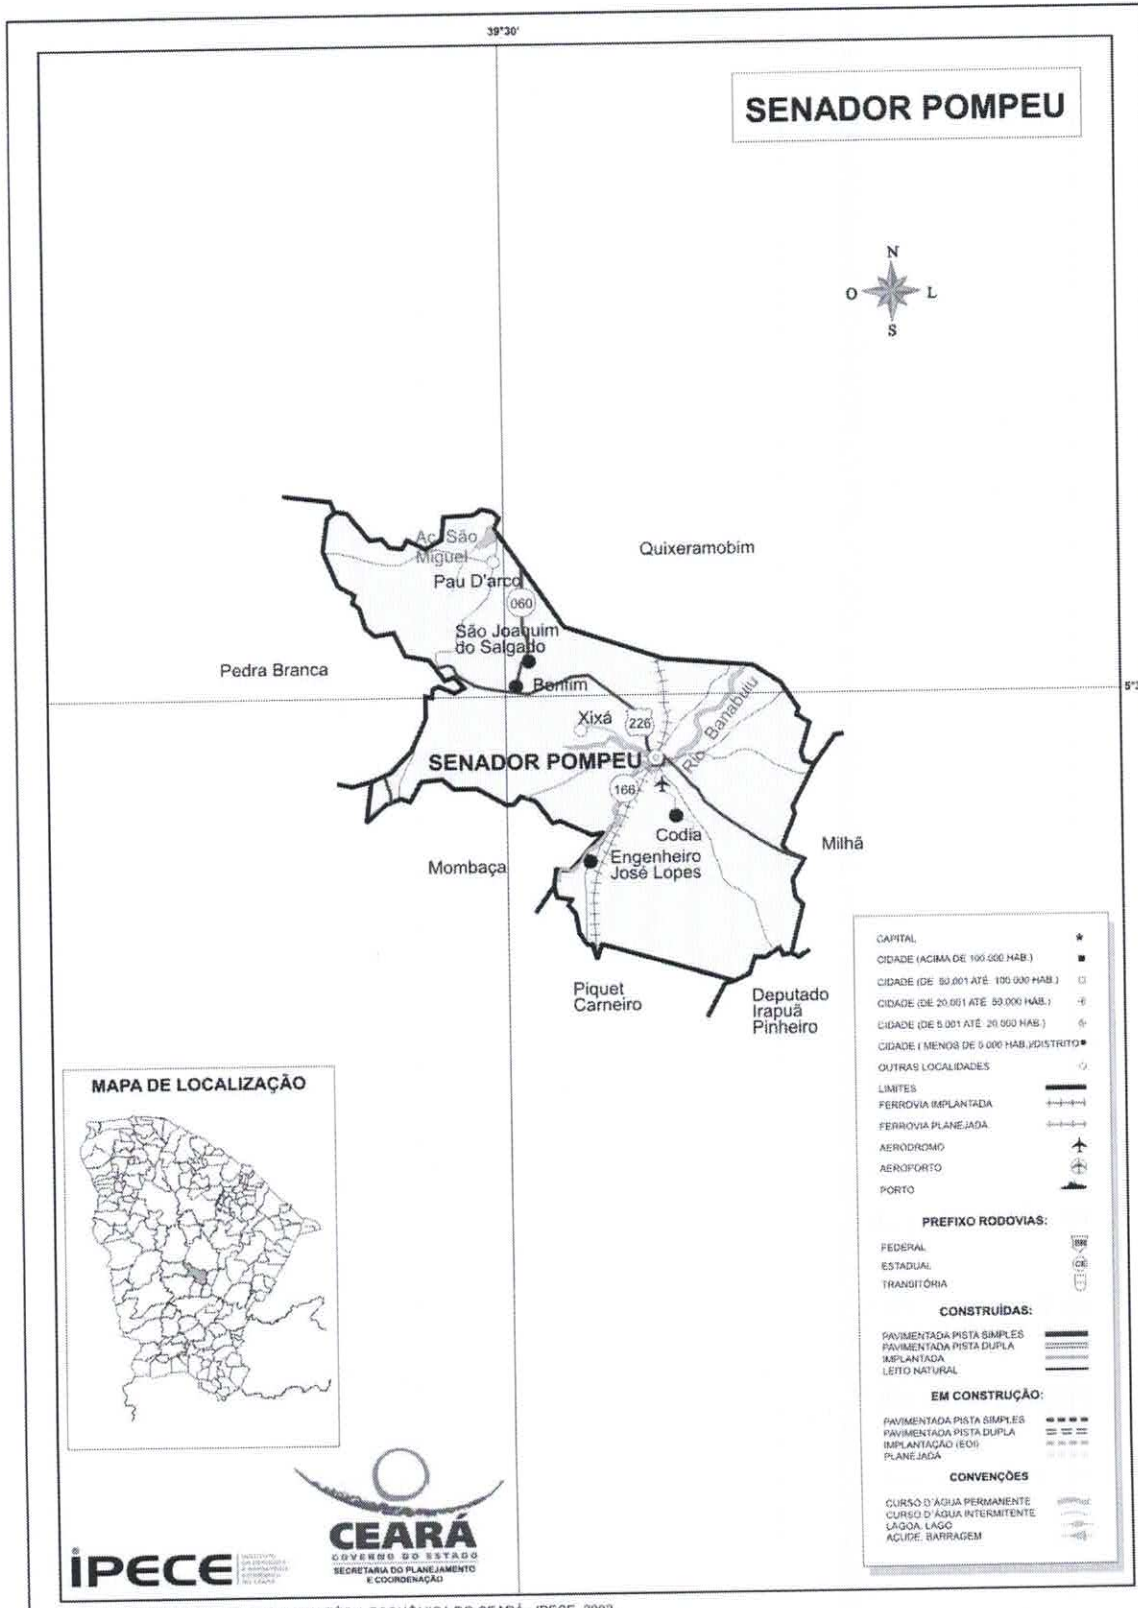 39°30'
SENADOR POMPEU
N
O
L
S
Aç. São
Miguel
Quixeramobim
Pau D'arco
060
São Joaquim
do Salgado
Pedra Branca
Bonfim
Xixá
226
Rio Banabuiu
SENADOR POMPEU
166
Codia
Milhã
Engenheiro
José Lopes
Mombaça
Piquet
Carneiro
Deputado
Irapuã
Pinheiro
CAPITAL
CIDADE (ACIMA DE 100.000 HAB.)
CIDADE (DE 50.001 ATÉ 100.000 HAB.)
CIDADE (DE 20.001 ATÉ 50.000 HAB.)
CIDADE (DE 5.001 ATÉ 20.000 HAB.)
CIDADE ( MENOS DE 5.000 HAB.)/DISTRITO
OUTRAS LOCALIDADES
LIMITES
FERROVIA IMPLANTADA
FERROVIA PLANEJADA
AERODROMO
AEROPORTO
PORTO
PREFIXO RODOVIAS:
FEDERAL BR
ESTADUAL CE
TRANSITÓRIA
CONSTRUÍDAS:
PAVIMENTADA PISTA SIMPLES
PAVIMENTADA PISTA DUPLA
IMPLANTADA
LEITO NATURAL
EM CONSTRUÇÃO:
PAVIMENTADA PISTA SIMPLES
PAVIMENTADA PISTA DUPLA
IMPLANTAÇÃO (EOI)
PLANEJADA
CONVENÇÕES
CURSO D'ÁGUA PERMANENTE
CURSO D'ÁGUA INTERMITENTE
LAGOA, LAGO
AÇUDE, BARRAGEM
MAPA DE LOCALIZAÇÃO
IPECE
CEARÁ
GOVERNO DO ESTADO
SECRETARIA DO PLANEJAMENTO
E COORDENAÇÃO